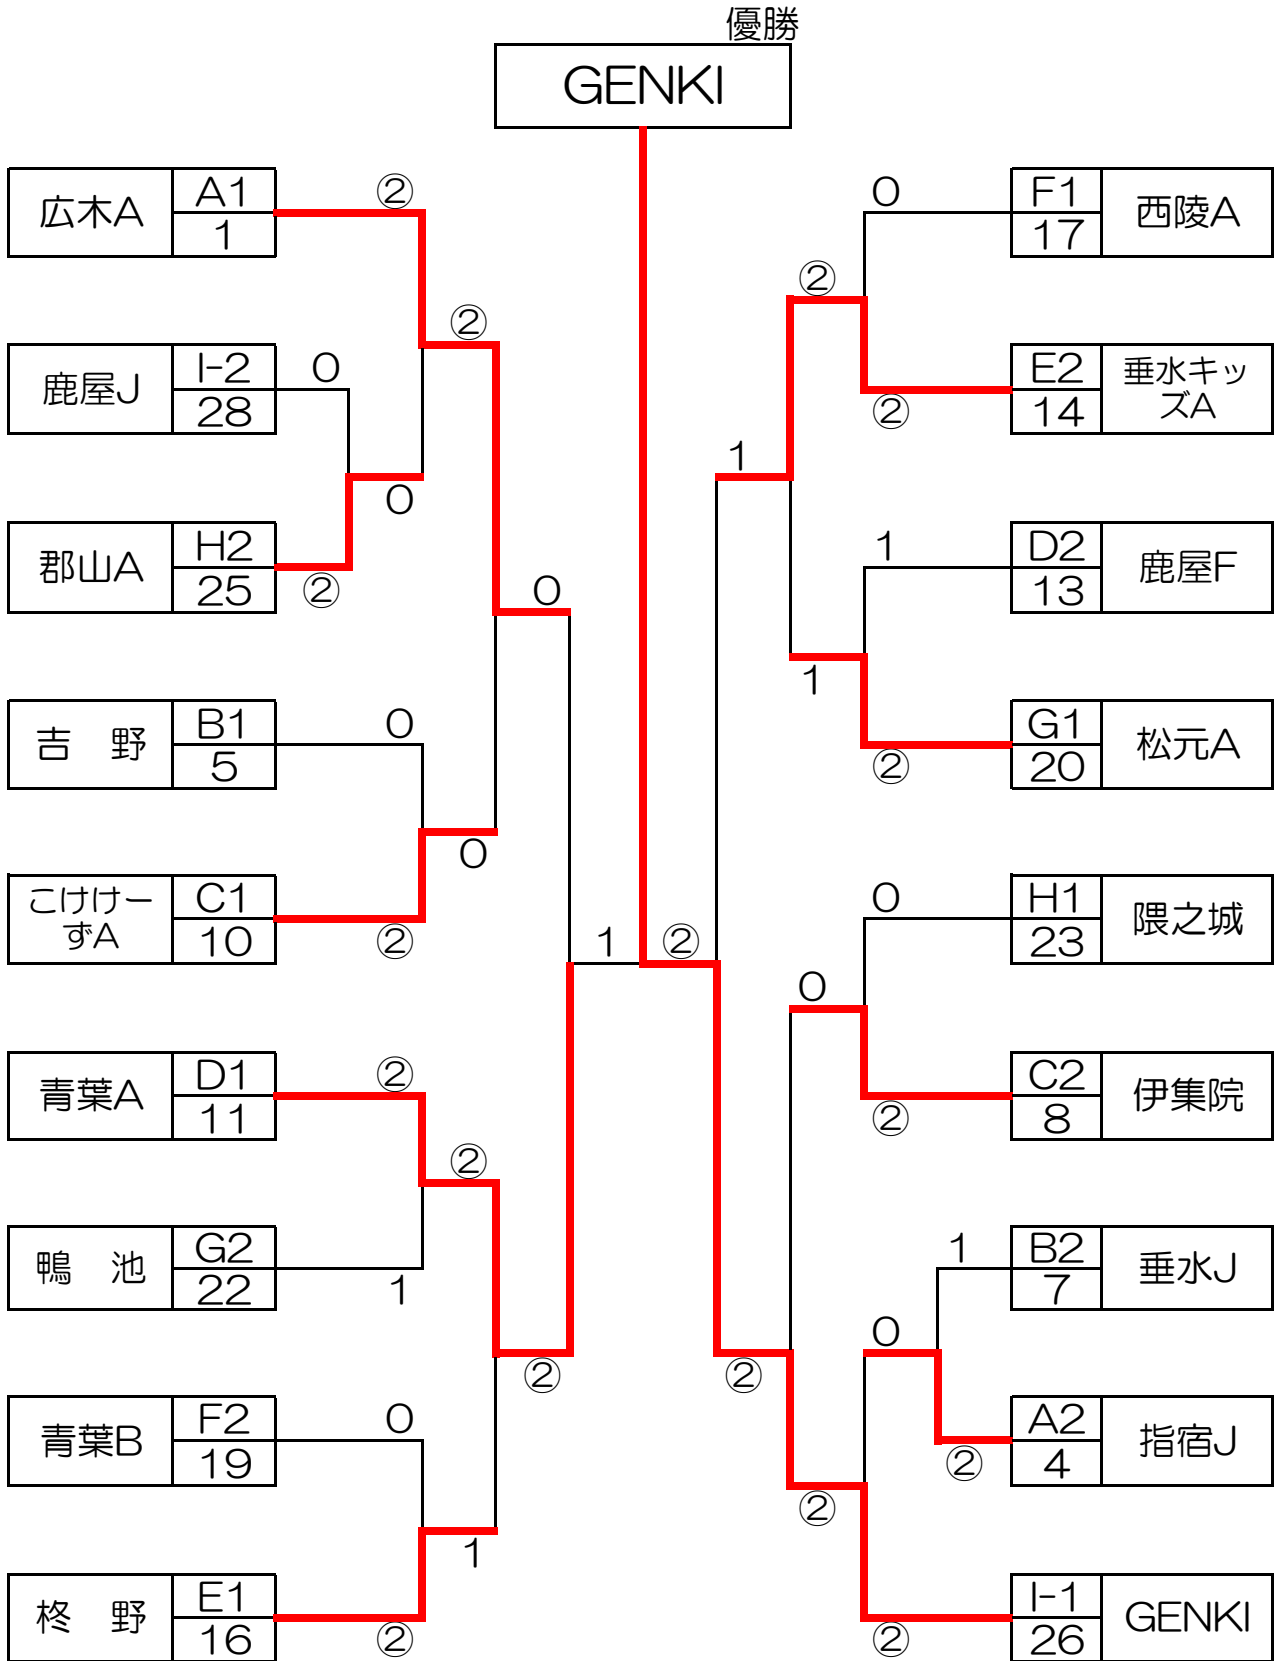 優勝
GENKI
広木A
A1
1
②
鹿屋J
I-2
28
0
②
0
郡山A
H2
25
②
0
吉　野
B1
5
0
0
こけけー
ずA
C1
10
②
1
②
青葉A
D1
11
②
②
鴨　池
G2
22
1
②
青葉B
F2
19
0
1
柊　野
E1
16
②
0
F1
17
西陵A
②
E2
14
垂水キッ
ズA
②
1
1
D2
13
鹿屋F
1
G1
20
松元A
②
0
H1
23
隈之城
0
C2
8
伊集院
②
1
B2
7
垂水J
0
②
A2
4
指宿J
②
②
I-1
26
GENKI
②